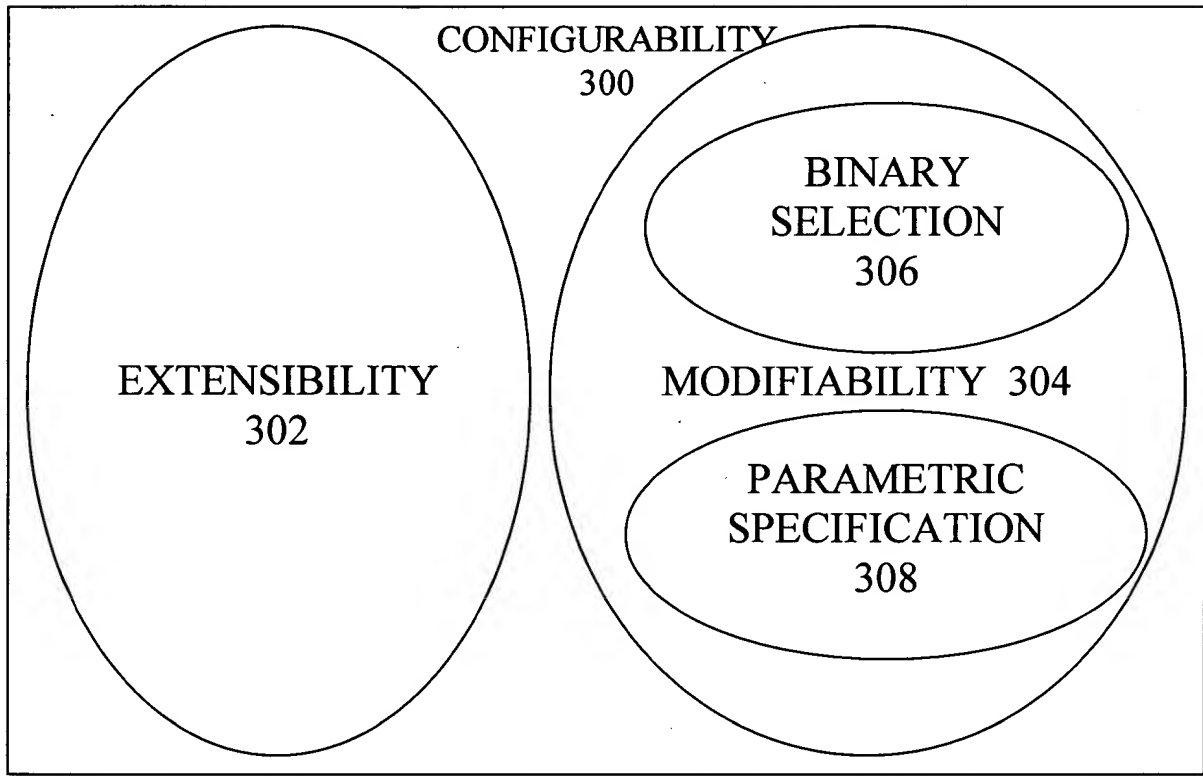 CONFIGURABILITY
300
EXTENSIBILITY
302
BINARY
SELECTION
306
MODIFIABILITY 304
PARAMETRIC
SPECIFICATION
308